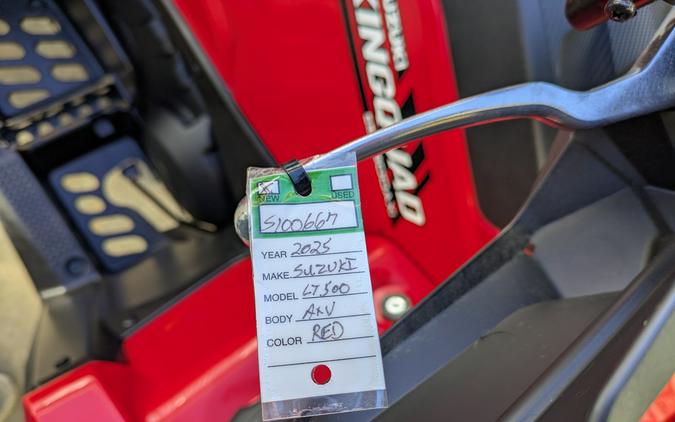 SUZUKI
KINGQUAD
NEW USED
S100667
YEAR 2025
MAKE SUZUKI
MODEL LT500
BODY ATV
COLOR RED